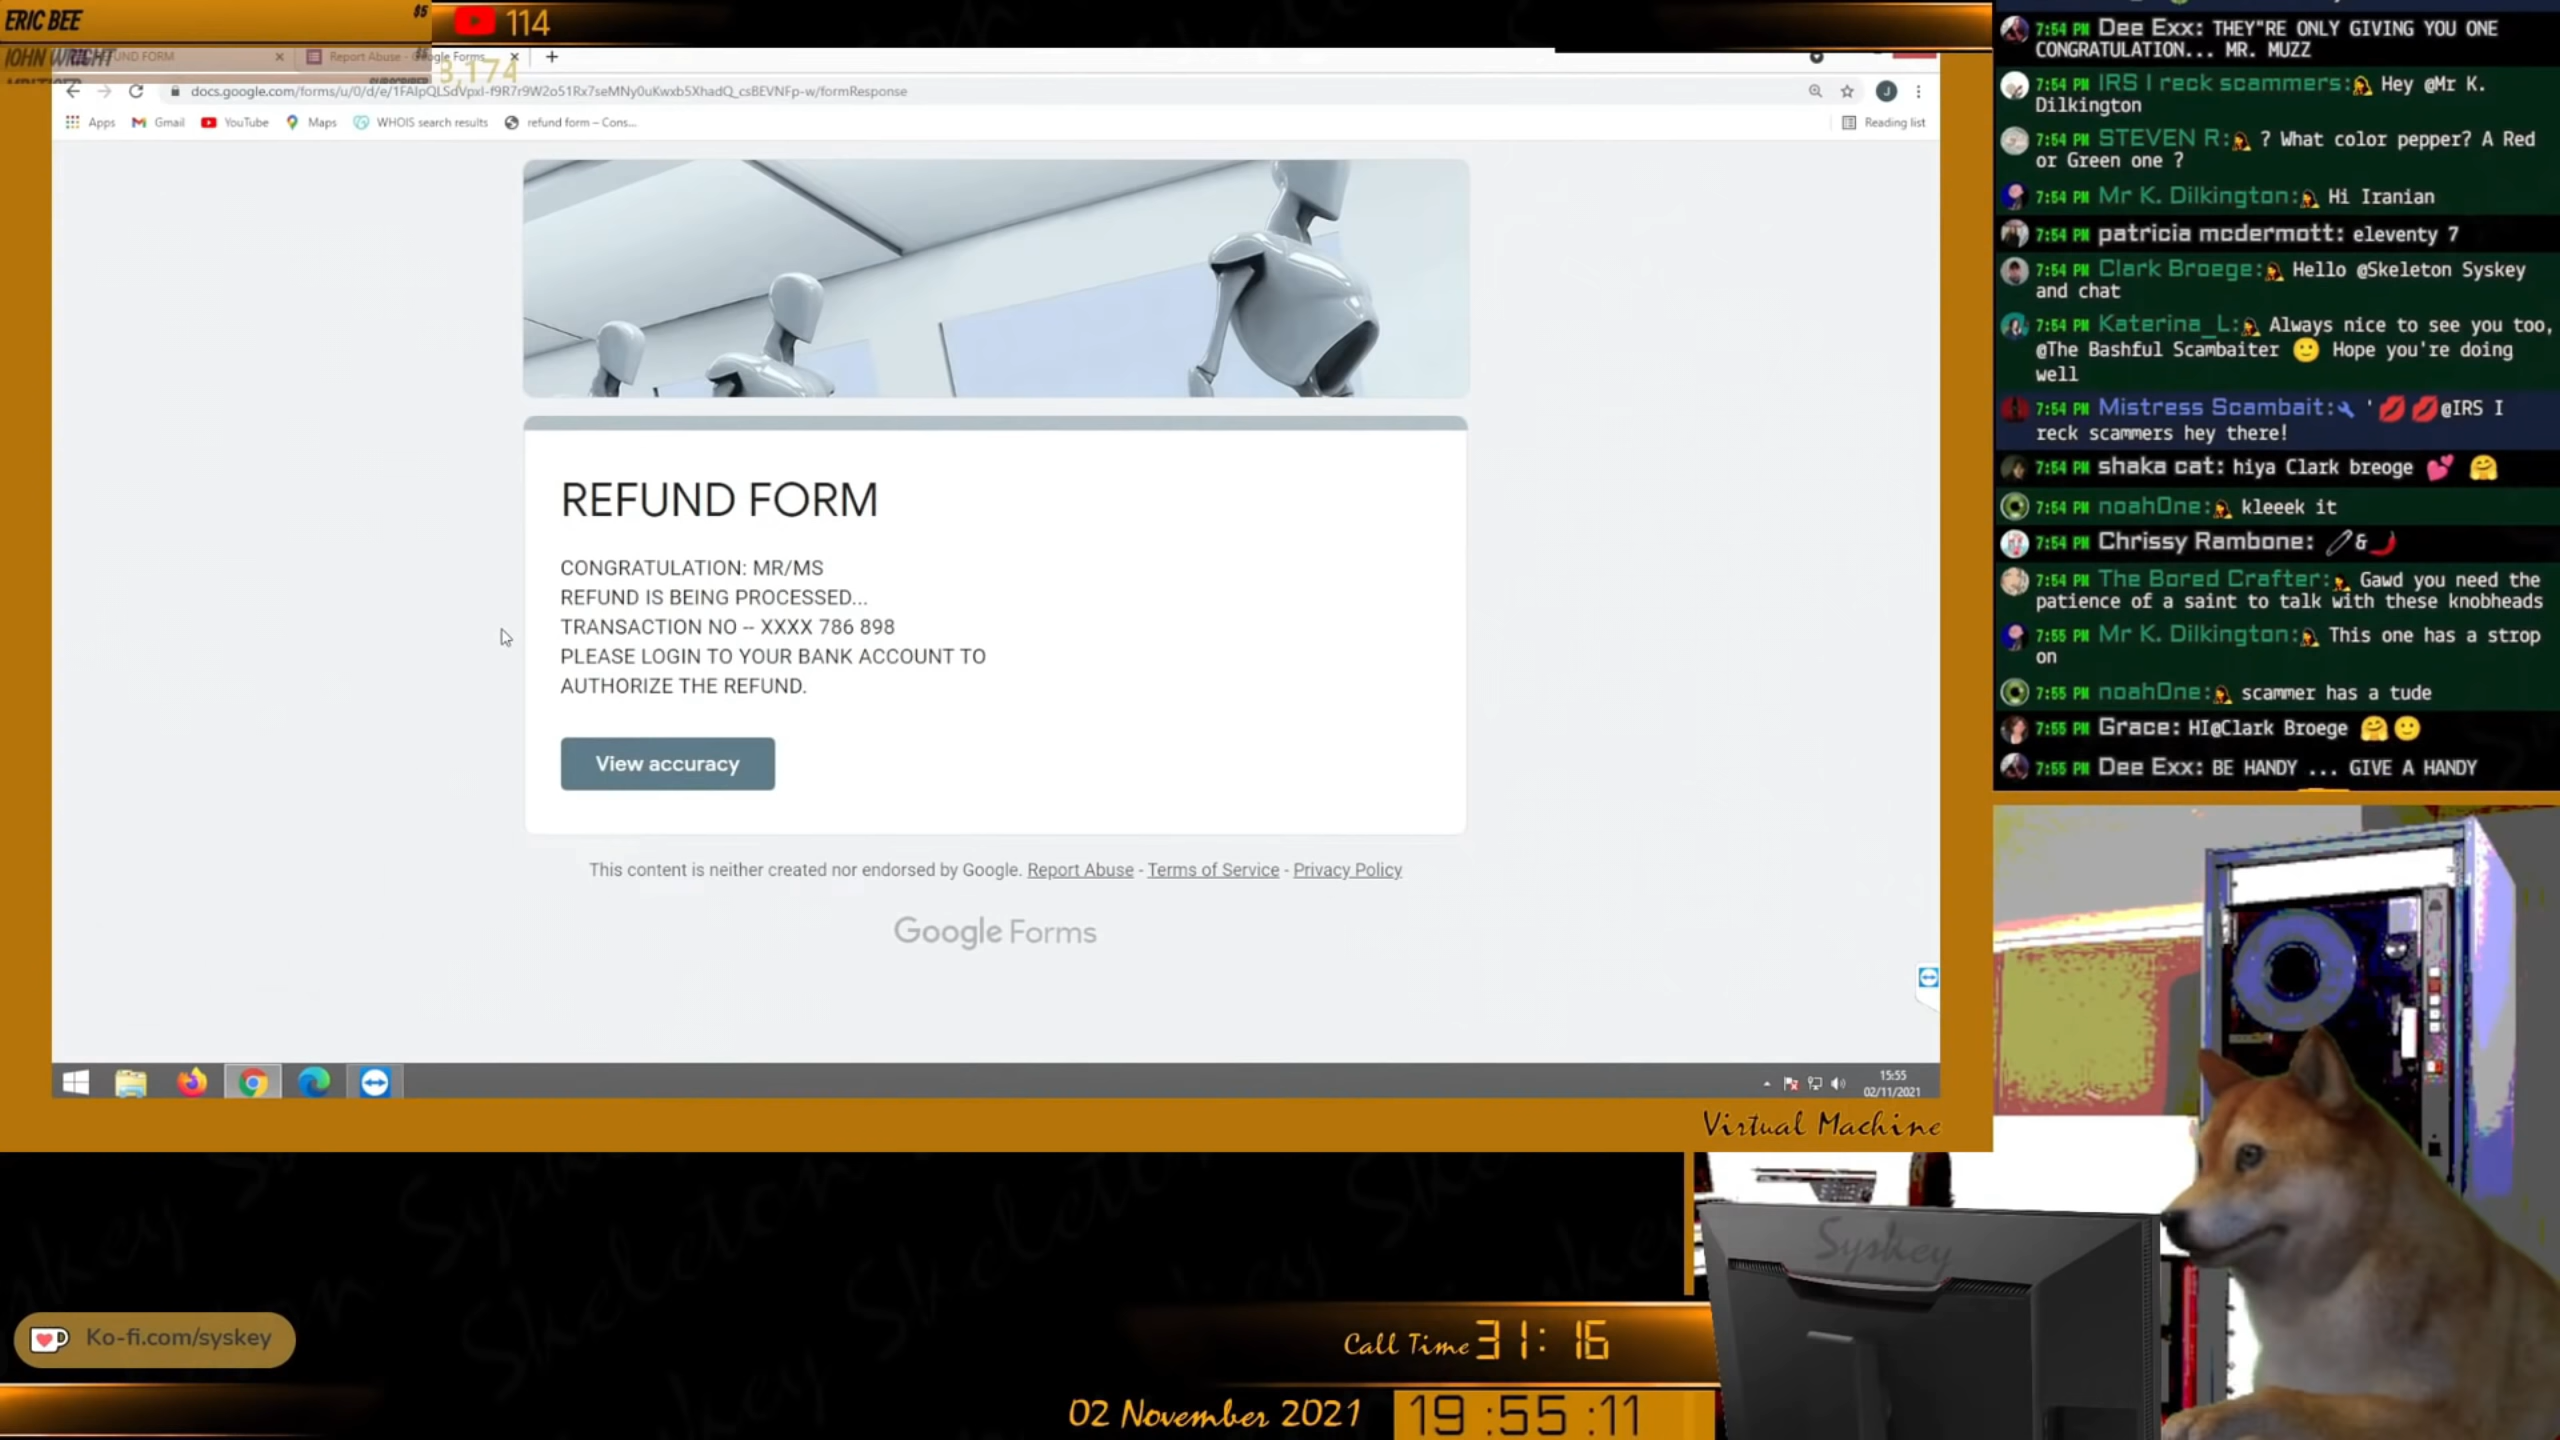 ERIC BEE $5
114
JOHN WRIGHT $5
SUBSCRIBER
8,174
REFUND FORM
Report Abuse - Google Forms
docs.google.com/forms/u/0/d/e/1FAIpQLSdVpxI-f9R7r9W2o51Rx7seMNy0uKwxb5XhadQ_csBEVNFp-w/formResponse
Apps Gmail YouTube Maps WHOIS search results refund form – Cons... Reading list
REFUND FORM
CONGRATULATION: MR/MS
REFUND IS BEING PROCESSED...
TRANSACTION NO -- XXXX 786 898
PLEASE LOGIN TO YOUR BANK ACCOUNT TO
AUTHORIZE THE REFUND.
View accuracy
This content is neither created nor endorsed by Google. Report Abuse - Terms of Service - Privacy Policy
Google Forms
15:55
02/11/2021
Virtual Machine
7:54 PM Dee Exx: THEY"RE ONLY GIVING YOU ONE
CONGRATULATION... MR. MUZZ
7:54 PM IRS I reck scammers: Hey @Mr K.
Dilkington
7:54 PM STEVEN R: ? What color pepper? A Red
or Green one ?
7:54 PM Mr K. Dilkington: Hi Iranian
7:54 PM patricia mcdermott: eleventy 7
7:54 PM Clark Broege: Hello @Skeleton Syskey
and chat
7:54 PM Katerina_L: Always nice to see you too,
@The Bashful Scambaiter 🙂 Hope you're doing
well
7:54 PM Mistress Scambait: ' 💋 💋 @IRS I
reck scammers hey there!
7:54 PM shaka cat: hiya Clark breoge 💕 🤗
7:54 PM noahOne: kleeek it
7:54 PM Chrissy Rambone: & 🌶
7:54 PM The Bored Crafter: Gawd you need the
patience of a saint to talk with these knobheads
7:55 PM Mr K. Dilkington: This one has a strop
on
7:55 PM noahOne: scammer has a tude
7:55 PM Grace: HI@Clark Broege 🤗🙂
7:55 PM Dee Exx: BE HANDY ... GIVE A HANDY
Syskey
Ko-fi.com/syskey
Call Time 31:16
02 November 2021 19:55:11